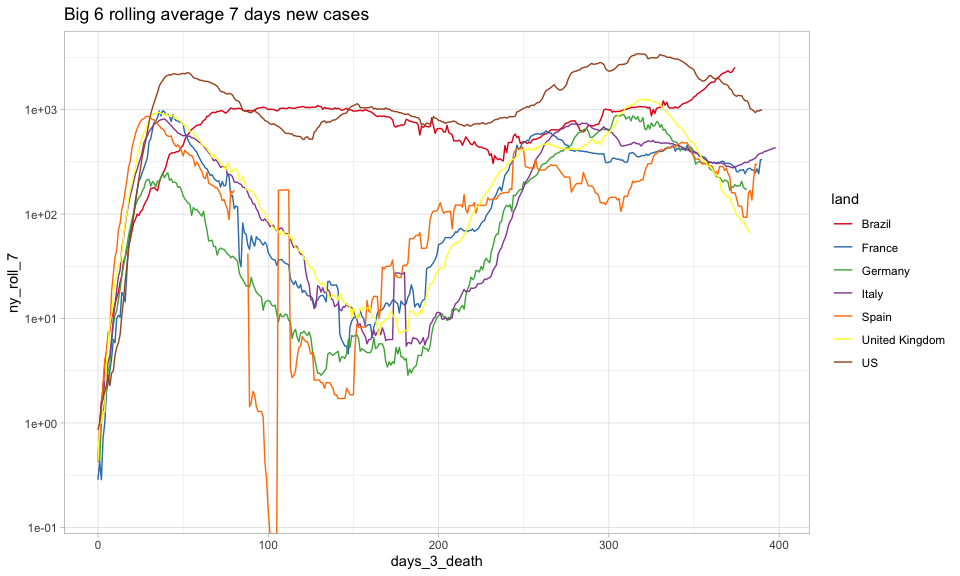 Big 6 rolling average 7 days new cases
ny_roll_7
1e+03
1e+02
1e+01
1e+00
1e-01
0
100
200
300
400
days_3_death
land
Brazil
France
Germany
Italy
Spain
United Kingdom
US